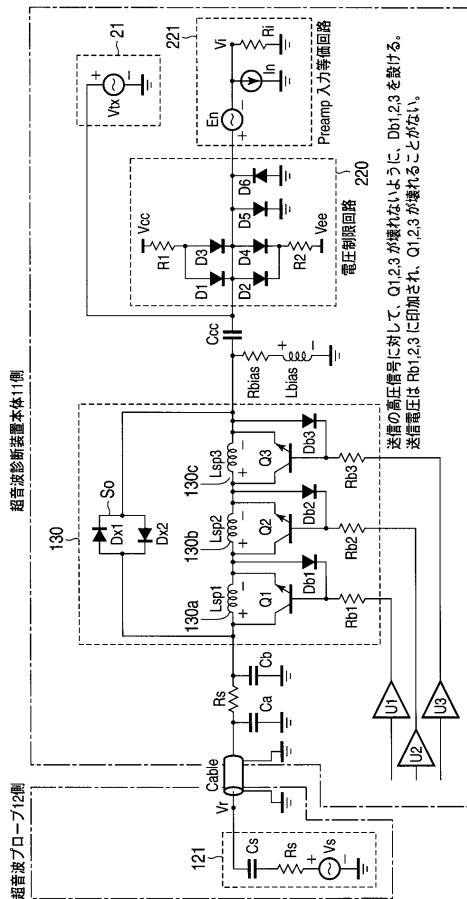 超音波診断装置本体11側
超音波プローブ12側
21
Vtx
+
−
221
Vi
Ri
In
En
+
−
Preamp 入力等価回路
220
Vcc
R1
D1
D3
D5
D6
D2
D4
R2
Vee
電圧制限回路
Ccc
Rbias
Lbias
+
−
130
So
Dx1
Dx2
130a
130b
130c
Lsp1
Lsp2
Lsp3
+
−
+
−
+
−
Q1
Q2
Q3
Db1
Db2
Db3
Rb1
Rb2
Rb3
U1
U2
U3
Rs
Ca
Cb
Cable
Vr
121
Cs
Rs
Vs
+
−
送信の高圧信号に対して、Q1,2,3 が壊れないように、Db1,2,3 を設ける。
送信電圧は Rb1,2,3 に印加され、Q1,2,3 が壊れることがない。